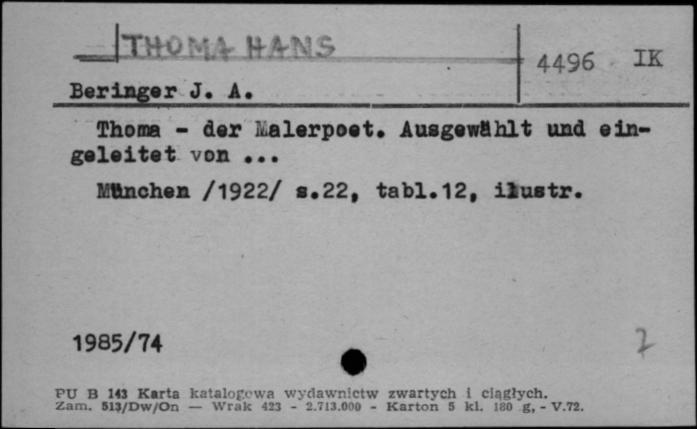 THOMA HANS
4496 IK
Beringer J. A.
Thoma - der Malerpoet. Ausgewählt und ein-
geleitet von ...
München /1922/ s.22, tabl.12, ilustr.
1985/74
7
PU B 143 Karta katalogowa wydawnictw zwartych i ciągłych.
Zam. 513/Dw/On — Wrak 423 - 2.713.000 - Karton 5 kl. 180 g, - V.72.